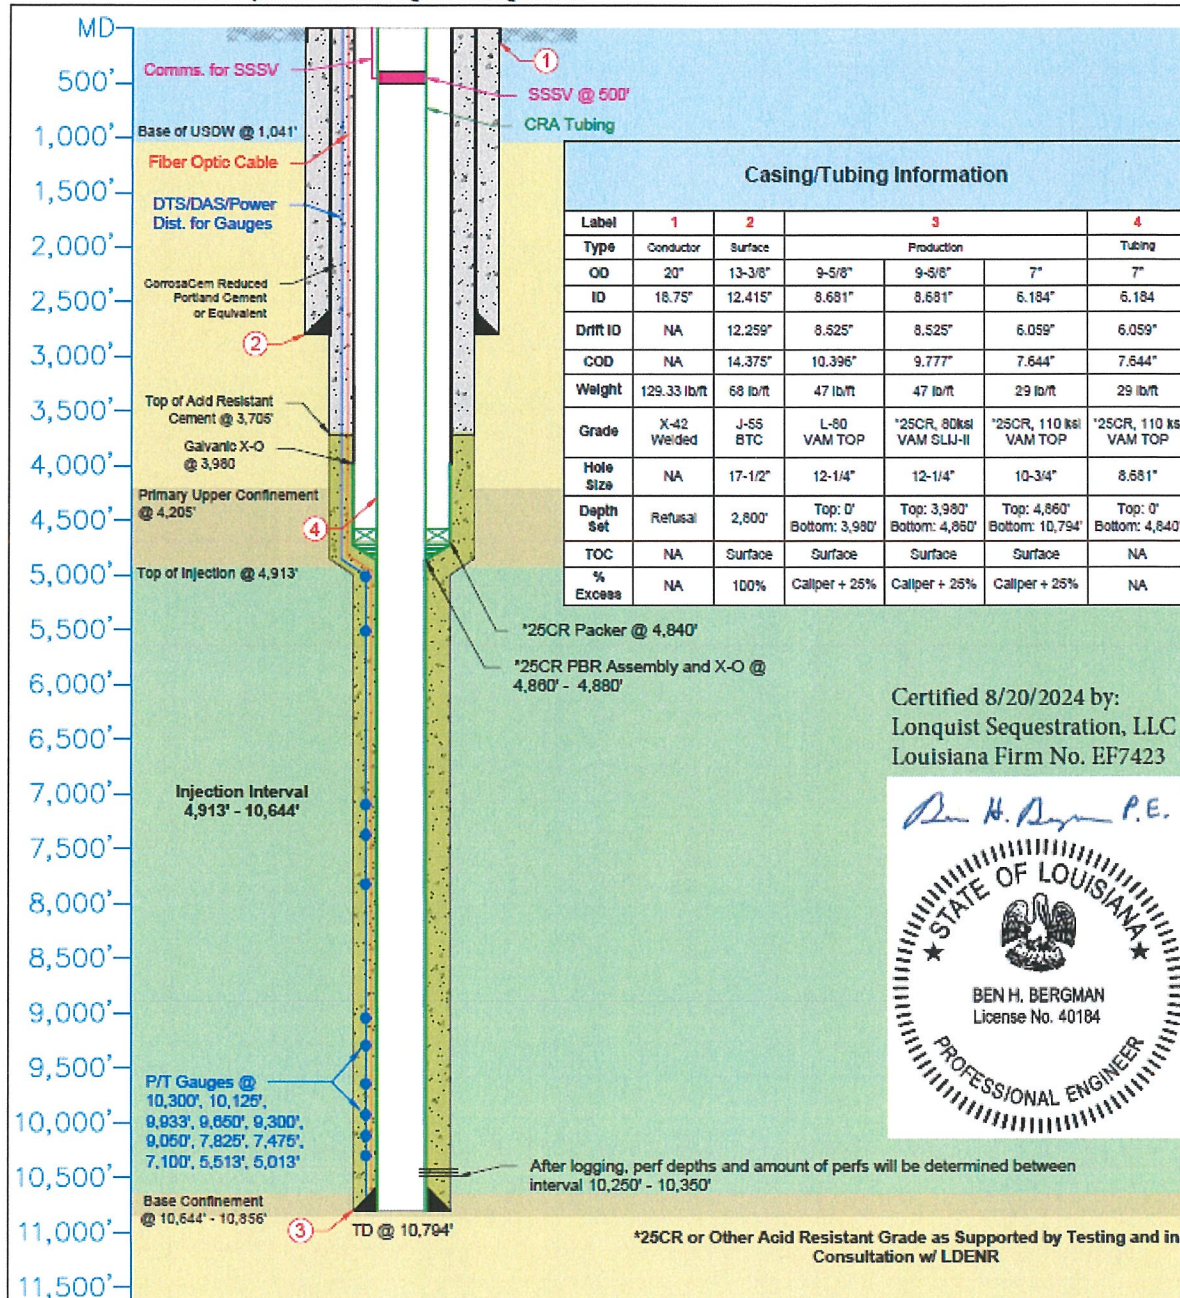 MD
500'
1,000'
1,500'
2,000'
2,500'
3,000'
3,500'
4,000'
4,500'
5,000'
5,500'
6,000'
6,500'
7,000'
7,500'
8,000'
8,500'
9,000'
9,500'
10,000'
10,500'
11,000'
11,500'
Comms. for SSSV
Base of USDW @ 1,041'
Fiber Optic Cable
DTS/DAS/Power
Dist. for Gauges
CorrosaCem Reduced
Portland Cement
or Equivalent
2
Top of Acid Resistant
Cement @ 3,705'
Galvanic X-O
@ 3,980
Primary Upper Confinement
@ 4,205'
4
Top of Injection @ 4,913'
Injection Interval
4,913' - 10,644'
P/T Gauges @
10,300', 10,125',
9,933', 9,650', 9,300',
9,050', 7,825', 7,475',
7,100', 5,513', 5,013'
Base Confinement
@ 10,644' - 10,856'
3
TD @ 10,794'
1
SSSV @ 500'
CRA Tubing
Casing/Tubing Information
Label 1 2 3 4
Type Conductor Surface Production Tubing
OD 20" 13-3/8" 9-5/8" 9-5/8" 7" 7"
ID 18.75" 12.415" 8.681" 8.681" 6.184" 6.184
Drift ID NA 12.259" 8.525" 8.525" 6.059" 6.059"
COD NA 14.375" 10.396" 9.777" 7.644" 7.644"
Weight 129.33 lb/ft 68 lb/ft 47 lb/ft 47 lb/ft 29 lb/ft 29 lb/ft
Grade X-42 Welded J-55 BTC L-80 VAM TOP *25CR, 80ksi VAM SLIJ-II *25CR, 110 ksi VAM TOP *25CR, 110 ks VAM TOP
Hole Size NA 17-1/2" 12-1/4" 12-1/4" 10-3/4" 8.681"
Depth Set Refusal 2,800' Top: 0' Bottom: 3,980' Top: 3,980' Bottom: 4,860' Top: 4,860' Bottom: 10,794' Top: 0' Bottom: 4,840'
TOC NA Surface Surface Surface Surface NA
% Excess NA 100% Caliper + 25% Caliper + 25% Caliper + 25% NA
*25CR Packer @ 4,840'
*25CR PBR Assembly and X-O @
4,860' - 4,880'
Certified 8/20/2024 by:
Lonquist Sequestration, LLC
Louisiana Firm No. EF7423
Ben H. Bergman P.E.
STATE OF LOUISIANA
BEN H. BERGMAN
License No. 40184
PROFESSIONAL ENGINEER
After logging, perf depths and amount of perfs will be determined between
interval 10,250' - 10,350'
*25CR or Other Acid Resistant Grade as Supported by Testing and in
Consultation w/ LDENR